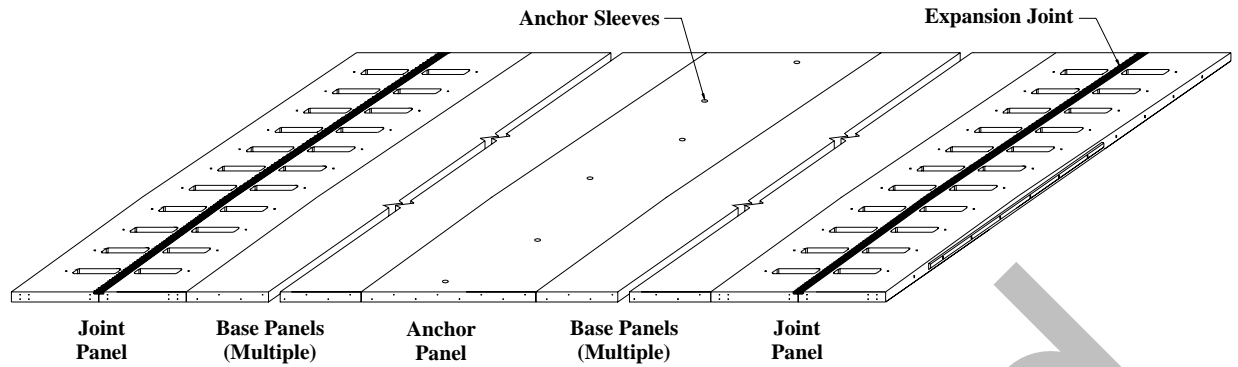 Anchor Sleeves
Expansion Joint
Joint
Panel
Base Panels
(Multiple)
Anchor
Panel
Base Panels
(Multiple)
Joint
Panel